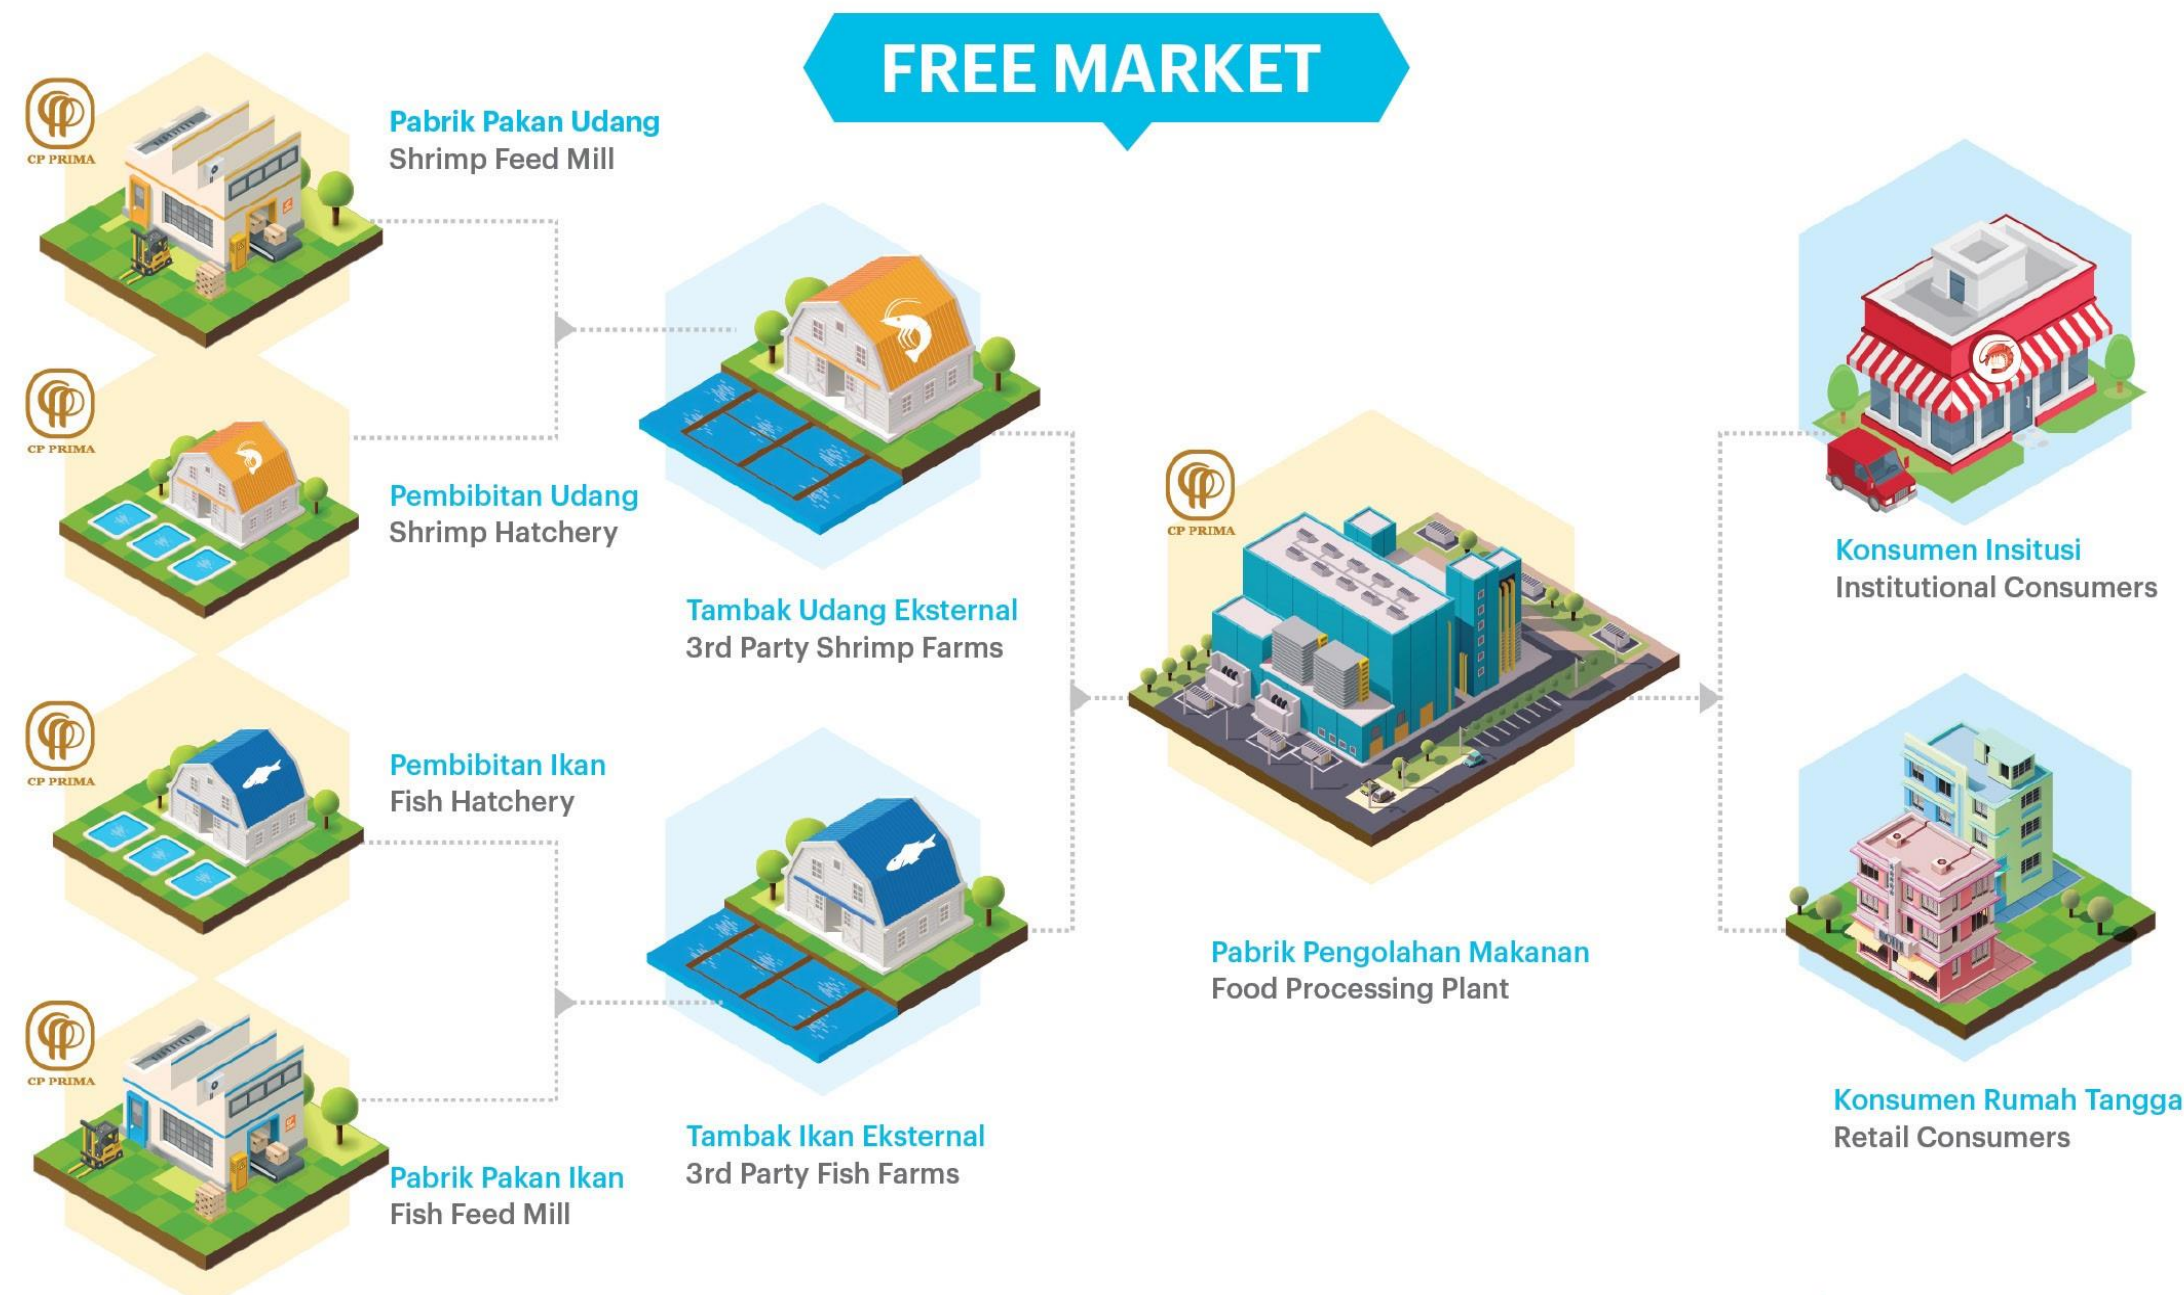 FREE MARKET
CP PRIMA
Pabrik Pakan Udang
Shrimp Feed Mill
CP PRIMA
Pembibitan Udang
Shrimp Hatchery
CP PRIMA
Pembibitan Ikan
Fish Hatchery
CP PRIMA
Pabrik Pakan Ikan
Fish Feed Mill
Tambak Udang Eksternal
3rd Party Shrimp Farms
Tambak Ikan Eksternal
3rd Party Fish Farms
CP PRIMA
Pabrik Pengolahan Makanan
Food Processing Plant
Konsumen Insitusi
Institutional Consumers
Konsumen Rumah Tangga
Retail Consumers